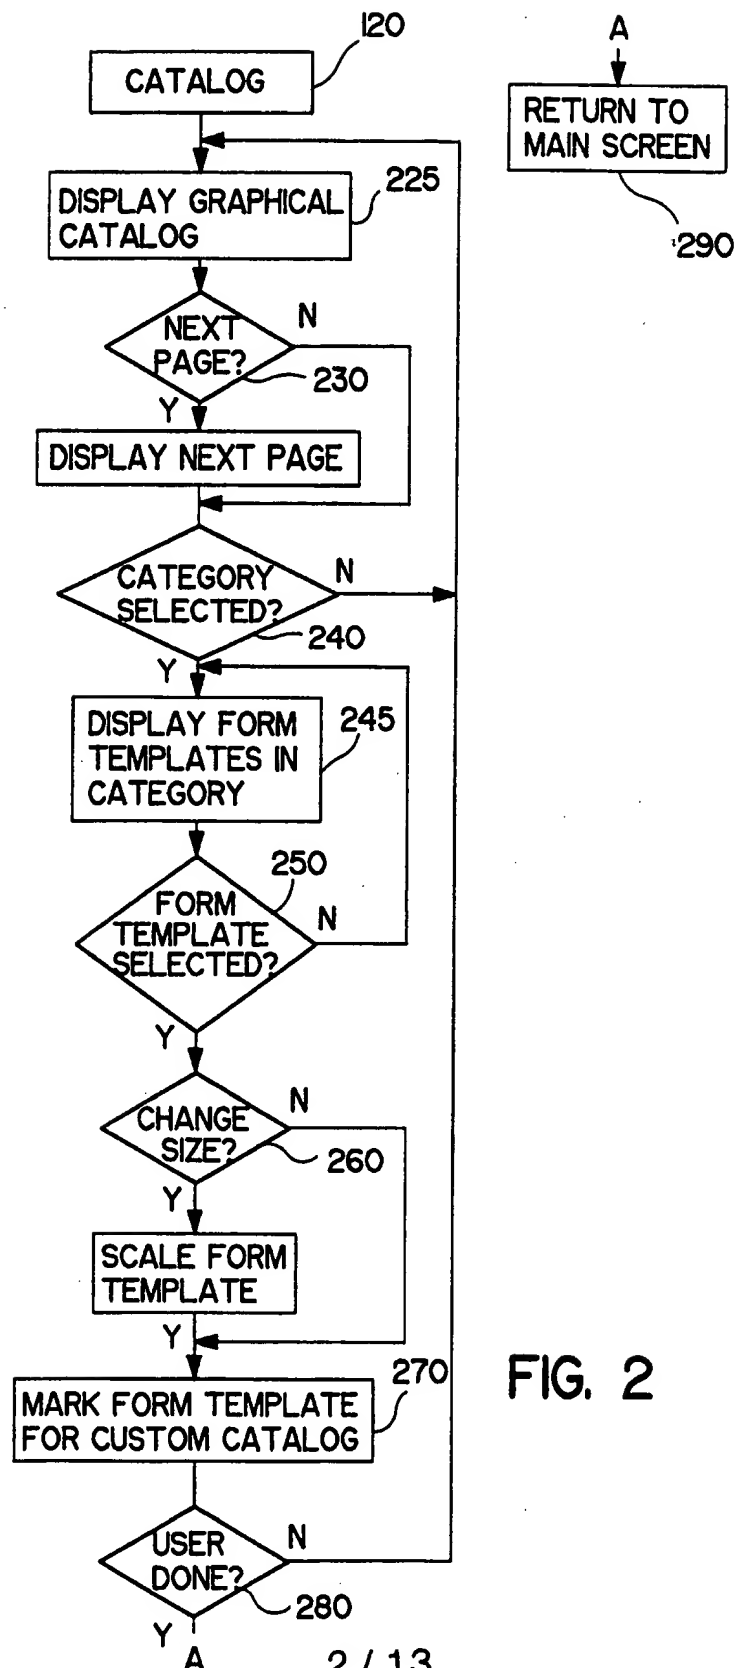 120
CATALOG
A
RETURN TO
MAIN SCREEN
290
DISPLAY GRAPHICAL
CATALOG
225
NEXT
PAGE?
N
230
Y
DISPLAY NEXT PAGE
CATEGORY
SELECTED?
N
240
Y
DISPLAY FORM
TEMPLATES IN
CATEGORY
245
250
FORM
TEMPLATE
SELECTED?
N
Y
CHANGE
SIZE?
N
260
Y
SCALE FORM
TEMPLATE
Y
MARK FORM TEMPLATE
FOR CUSTOM CATALOG
270
FIG. 2
USER
DONE?
N
280
Y
A
2/13